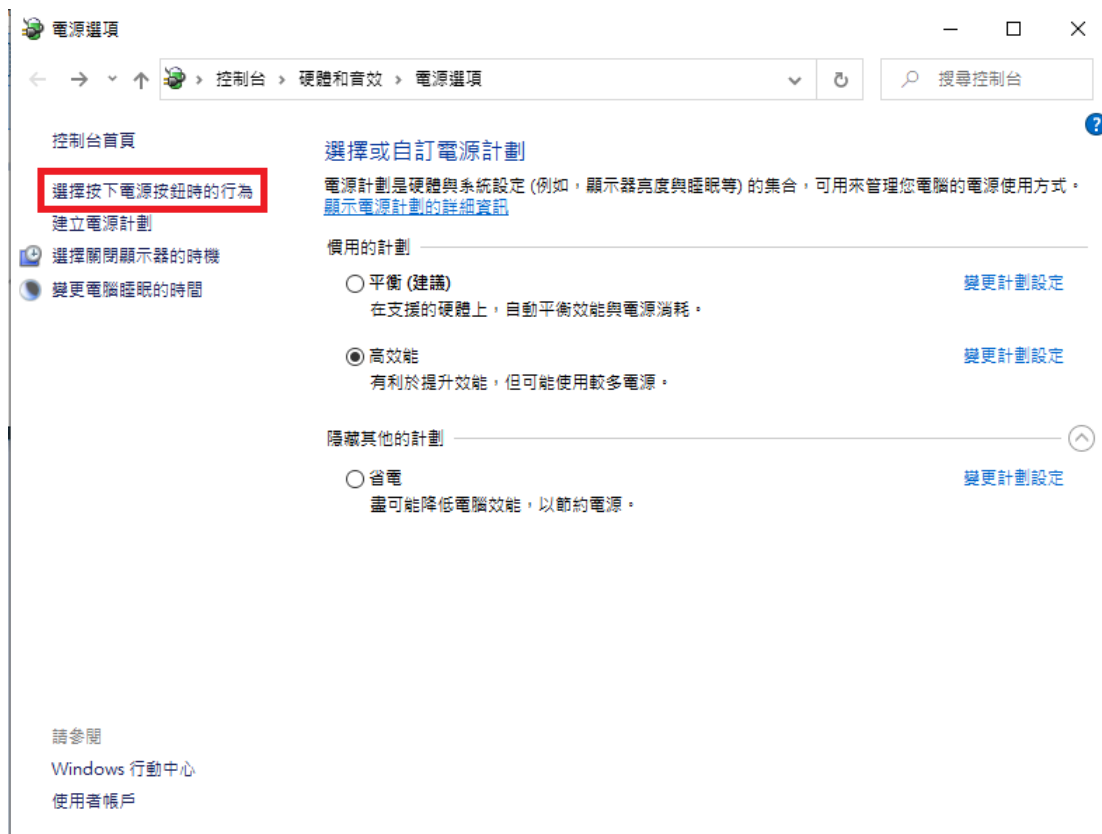 電源選項
控制台 › 硬體和音效 › 電源選項
搜尋控制台
控制台首頁
選擇按下電源按鈕時的行為
建立電源計劃
選擇關閉顯示器的時機
變更電腦睡眠的時間
選擇或自訂電源計劃
電源計劃是硬體與系統設定 (例如，顯示器亮度與睡眠等) 的集合，可用來管理您電腦的電源使用方式。
顯示電源計劃的詳細資訊
慣用的計劃
平衡 (建議)
變更計劃設定
在支援的硬體上，自動平衡效能與電源消耗。
高效能
變更計劃設定
有利於提升效能，但可能使用較多電源。
隱藏其他的計劃
省電
變更計劃設定
盡可能降低電腦效能，以節約電源。
請參閱
Windows 行動中心
使用者帳戶